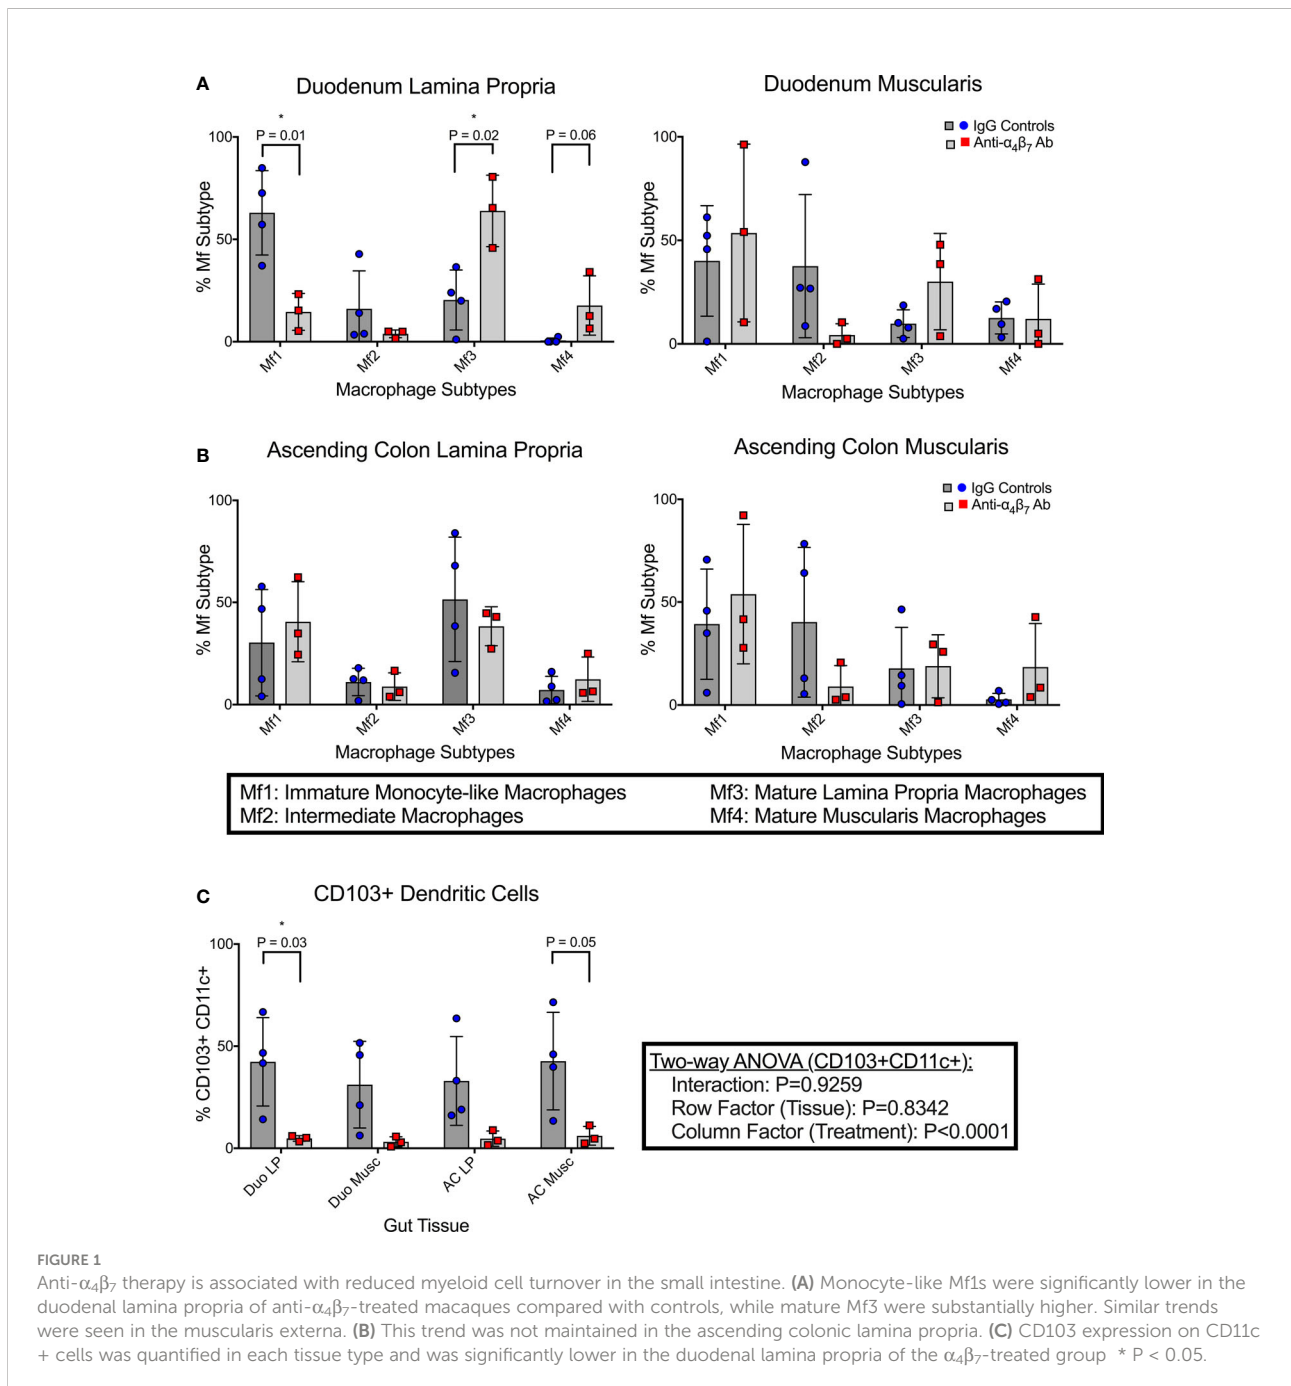 A
Duodenum Lamina Propria
*
P = 0.01
*
P = 0.02
P = 0.06
100
50
0
% Mf Subtype
Mf1
Mf2
Mf3
Mf4
Macrophage Subtypes
Duodenum Muscularis
IgG Controls
Anti-α₄β₇ Ab
100
50
0
% Mf Subtype
Mf1
Mf2
Mf3
Mf4
Macrophage Subtypes
B
Ascending Colon Lamina Propria
100
50
0
% Mf Subtype
Mf1
Mf2
Mf3
Mf4
Macrophage Subtypes
Ascending Colon Muscularis
IgG Controls
Anti-α₄β₇ Ab
100
50
0
% Mf Subtype
Mf1
Mf2
Mf3
Mf4
Macrophage Subtypes
Mf1: Immature Monocyte-like Macrophages
Mf2: Intermediate Macrophages
Mf3: Mature Lamina Propria Macrophages
Mf4: Mature Muscularis Macrophages
C
CD103+ Dendritic Cells
*
P = 0.03
P = 0.05
100
50
0
% CD103+ CD11c+
Duo LP
Duo Musc
AC LP
AC Musc
Gut Tissue
Two-way ANOVA (CD103+CD11c+):
Interaction: P=0.9259
Row Factor (Tissue): P=0.8342
Column Factor (Treatment): P<0.0001
FIGURE 1
Anti-α₄β₇ therapy is associated with reduced myeloid cell turnover in the small intestine. (A) Monocyte-like Mf1s were significantly lower in the
duodenal lamina propria of anti-α₄β₇-treated macaques compared with controls, while mature Mf3 were substantially higher. Similar trends
were seen in the muscularis externa. (B) This trend was not maintained in the ascending colonic lamina propria. (C) CD103 expression on CD11c
+ cells was quantified in each tissue type and was significantly lower in the duodenal lamina propria of the α₄β₇-treated group * P < 0.05.